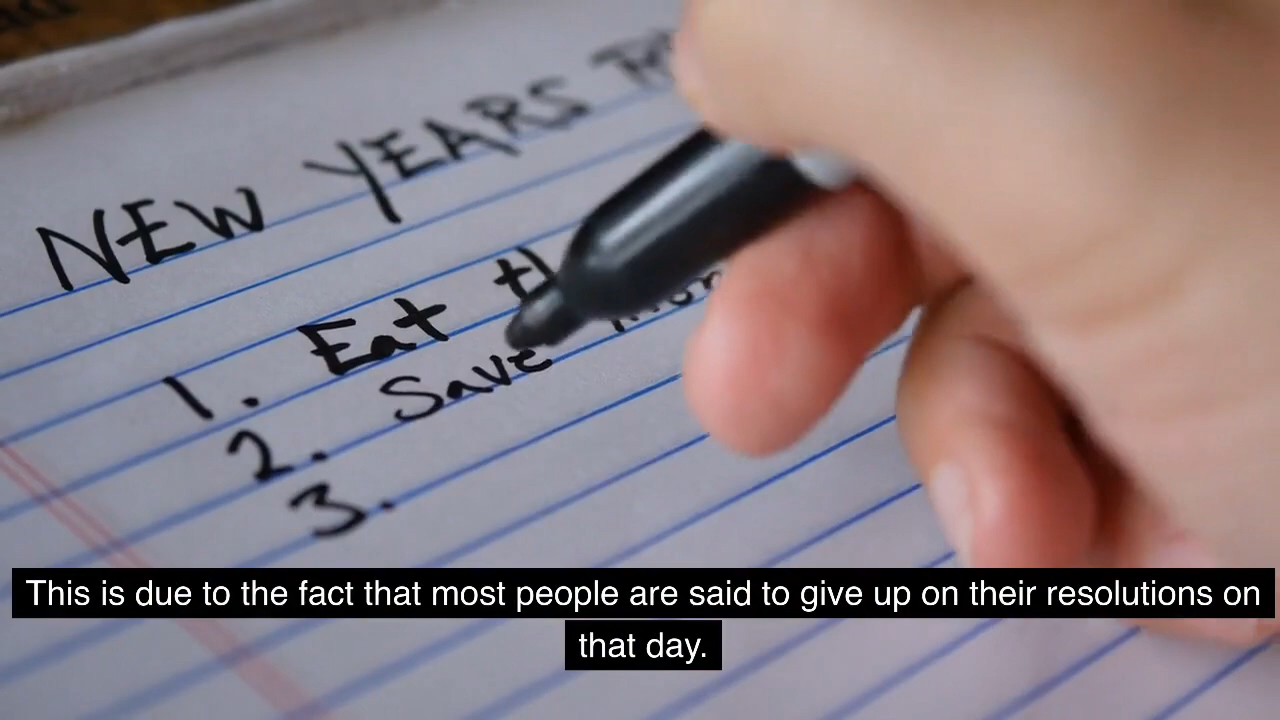 NEW YEARS
1. Eat
2. Save
3.
This is due to the fact that most people are said to give up on their resolutions on
that day.